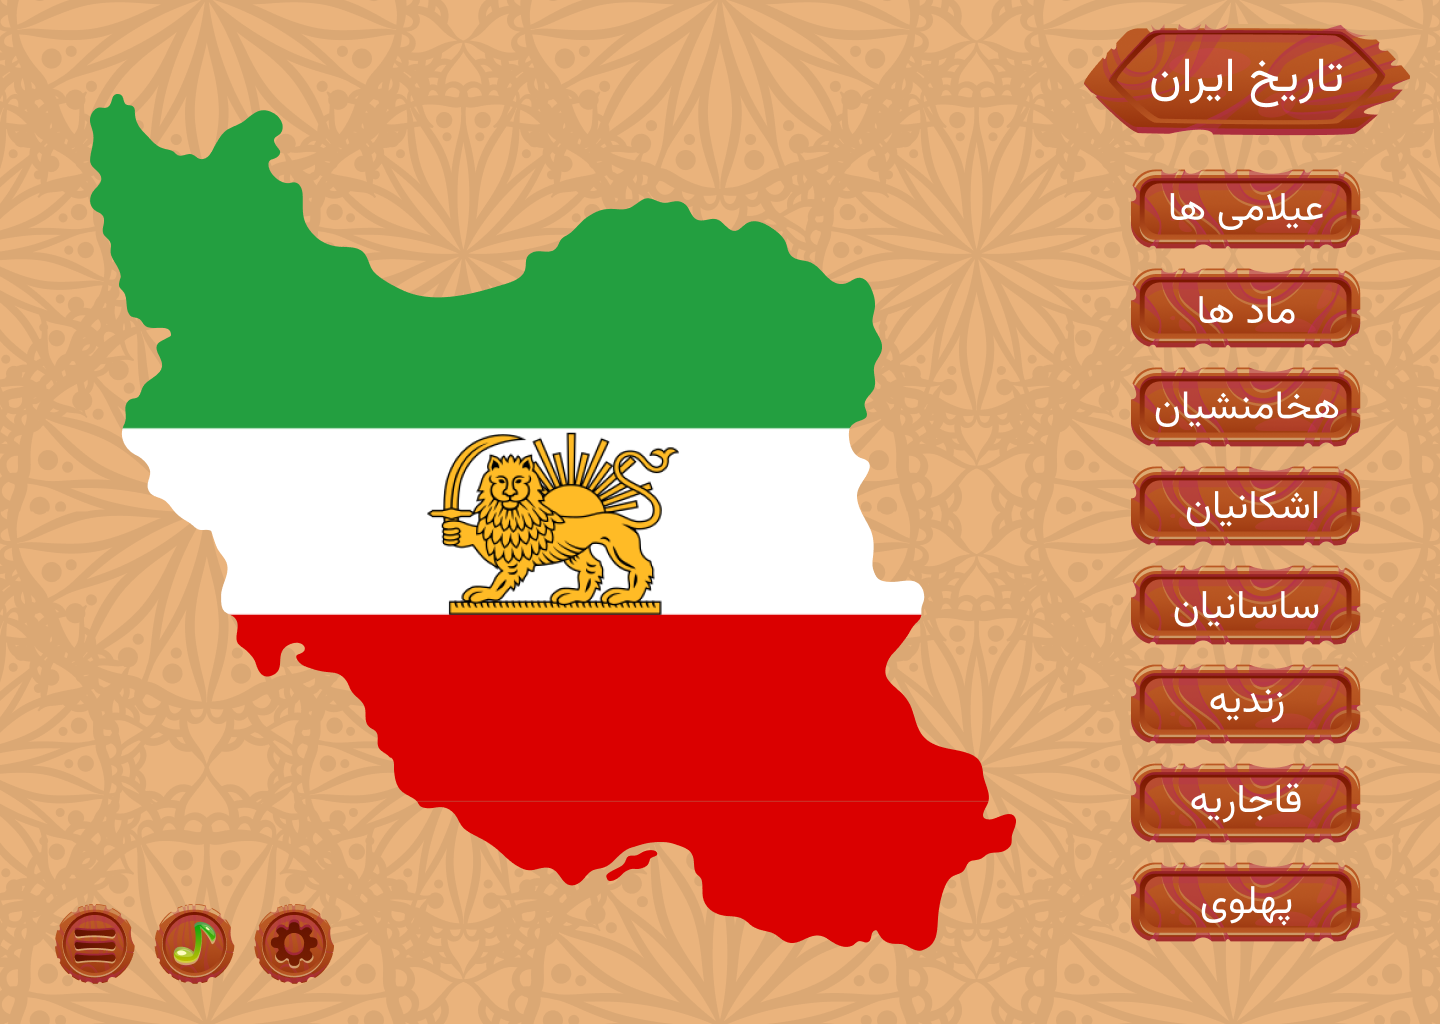 تاریخ ایران
عیلامی ها
ماد ها
هخامنشیان
اشکانیان
ساسانیان
زندیه
قاجاریه
پهلوی